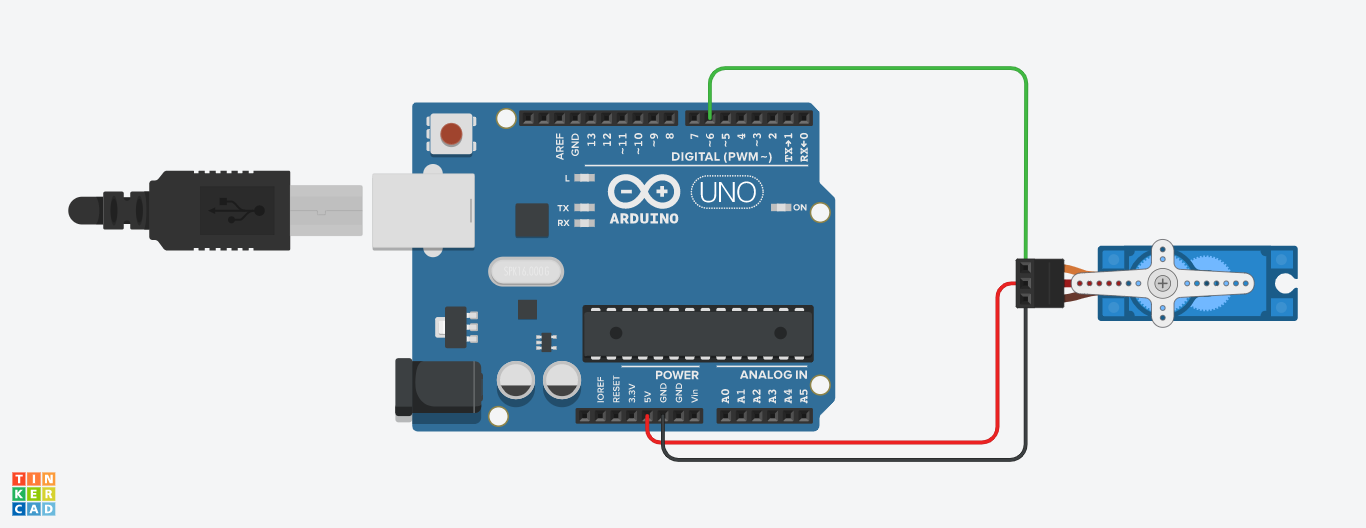 AREF
GND
13
12
~11
~10
~9
8
7
~6
~5
4
~3
2
TX→1
RX←0
DIGITAL (PWM~)
L
TX
RX
ARDUINO
UNO
ON
POWER
ANALOG IN
IOREF
RESET
3.3V
5V
GND
GND
Vin
A0
A1
A2
A3
A4
A5
TIN
KER
CAD